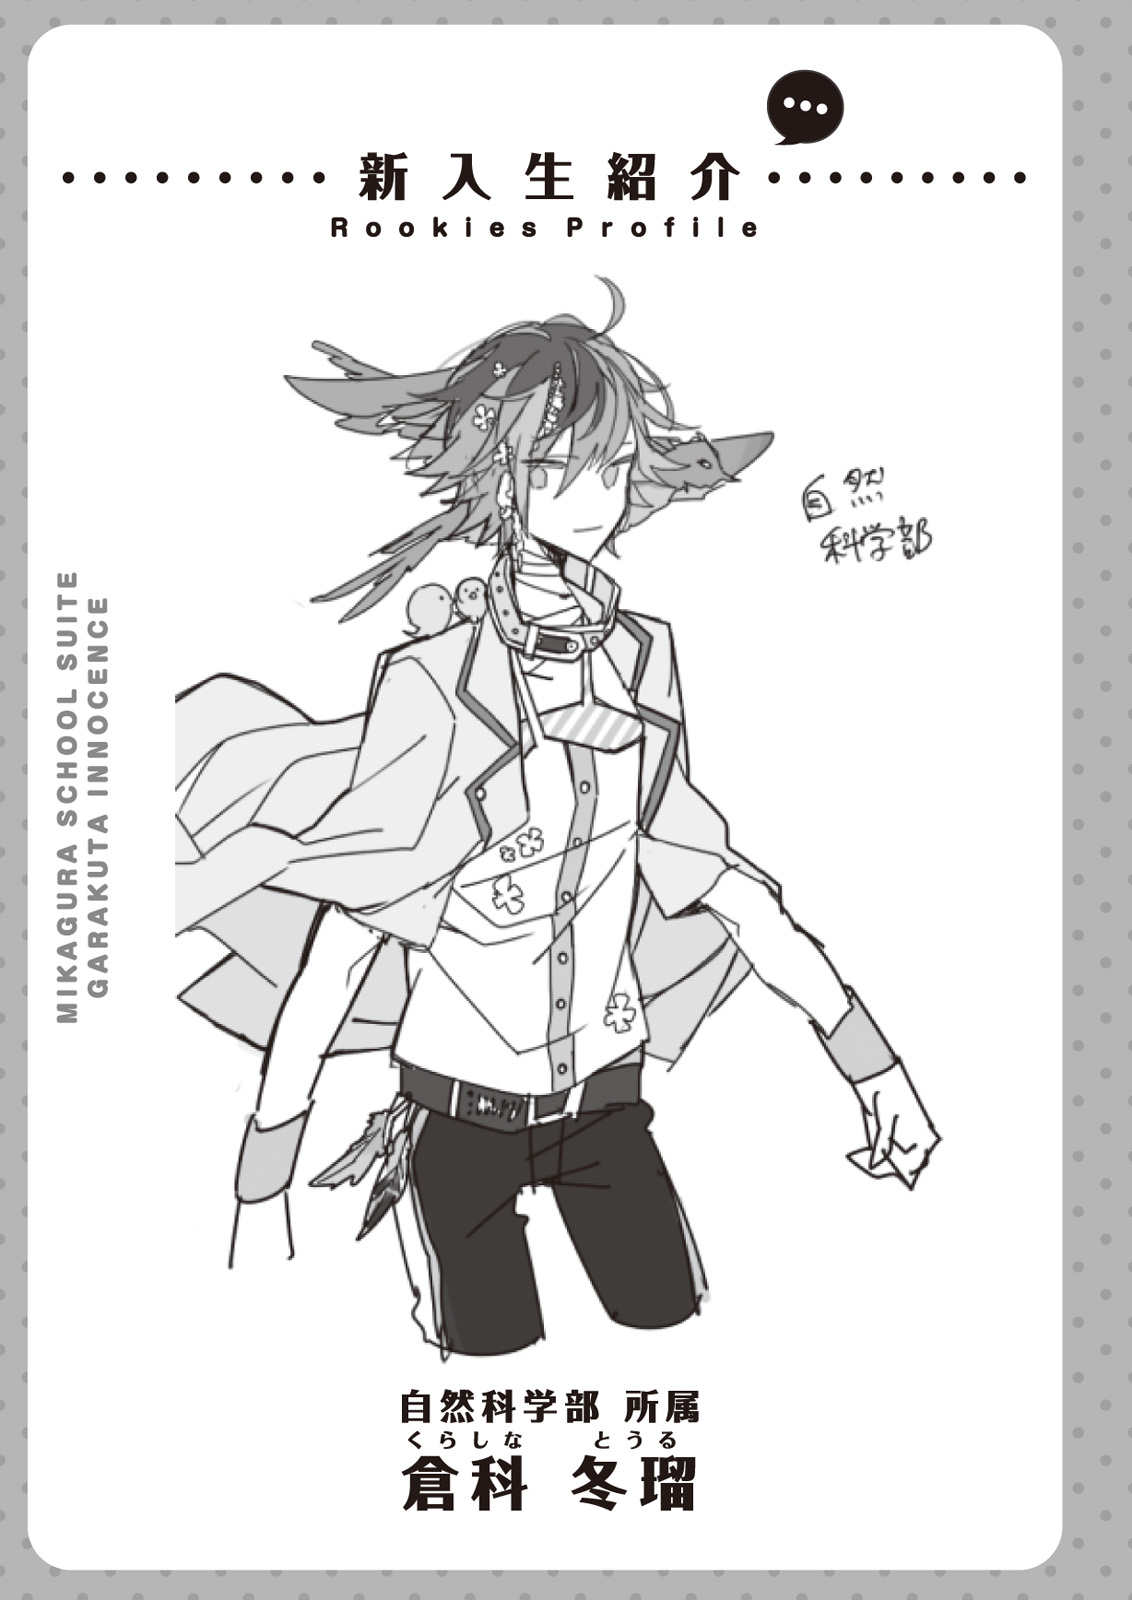 新入生紹介
Rookies Profile
自然
科学部
MIKAGURA SCHOOL SUITE
GARAKUTA INNOCENCE
自然科学部 所属
くらしな とうる
倉科 冬瑠